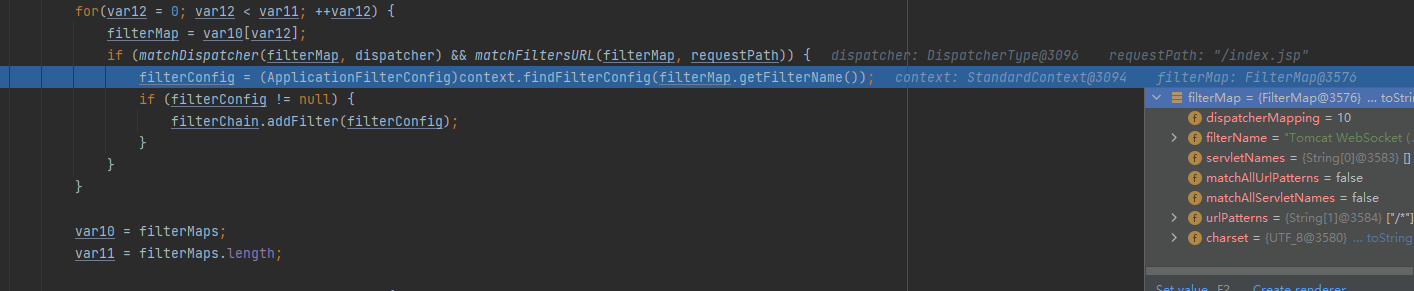 for(var12 = 0; var12 < var11; ++var12) {
filterMap = var10[var12];
if (matchDispatcher(filterMap, dispatcher) && matchFiltersURL(filterMap, requestPath)) { dispatcher: DispatcherType@3096 requestPath: "/index.jsp"
filterConfig = (ApplicationFilterConfig)context.findFilterConfig(filterMap.getFilterName()); context: StandardContext@3094 filterMap: FilterMap@3576
if (filterConfig != null) {
filterChain.addFilter(filterConfig);
}
}
}
var10 = filterMaps;
var11 = filterMaps.length;
filterMap = {FilterMap@3576} ... toStrin
dispatcherMapping = 10
filterName = "Tomcat WebSocket (..
servletNames = {String[0]@3583} []
matchAllUrlPatterns = false
matchAllServletNames = false
urlPatterns = {String[1]@3584} ["/*"]
charset = {UTF_8@3580} ... toString
Set value F2 Create renderer